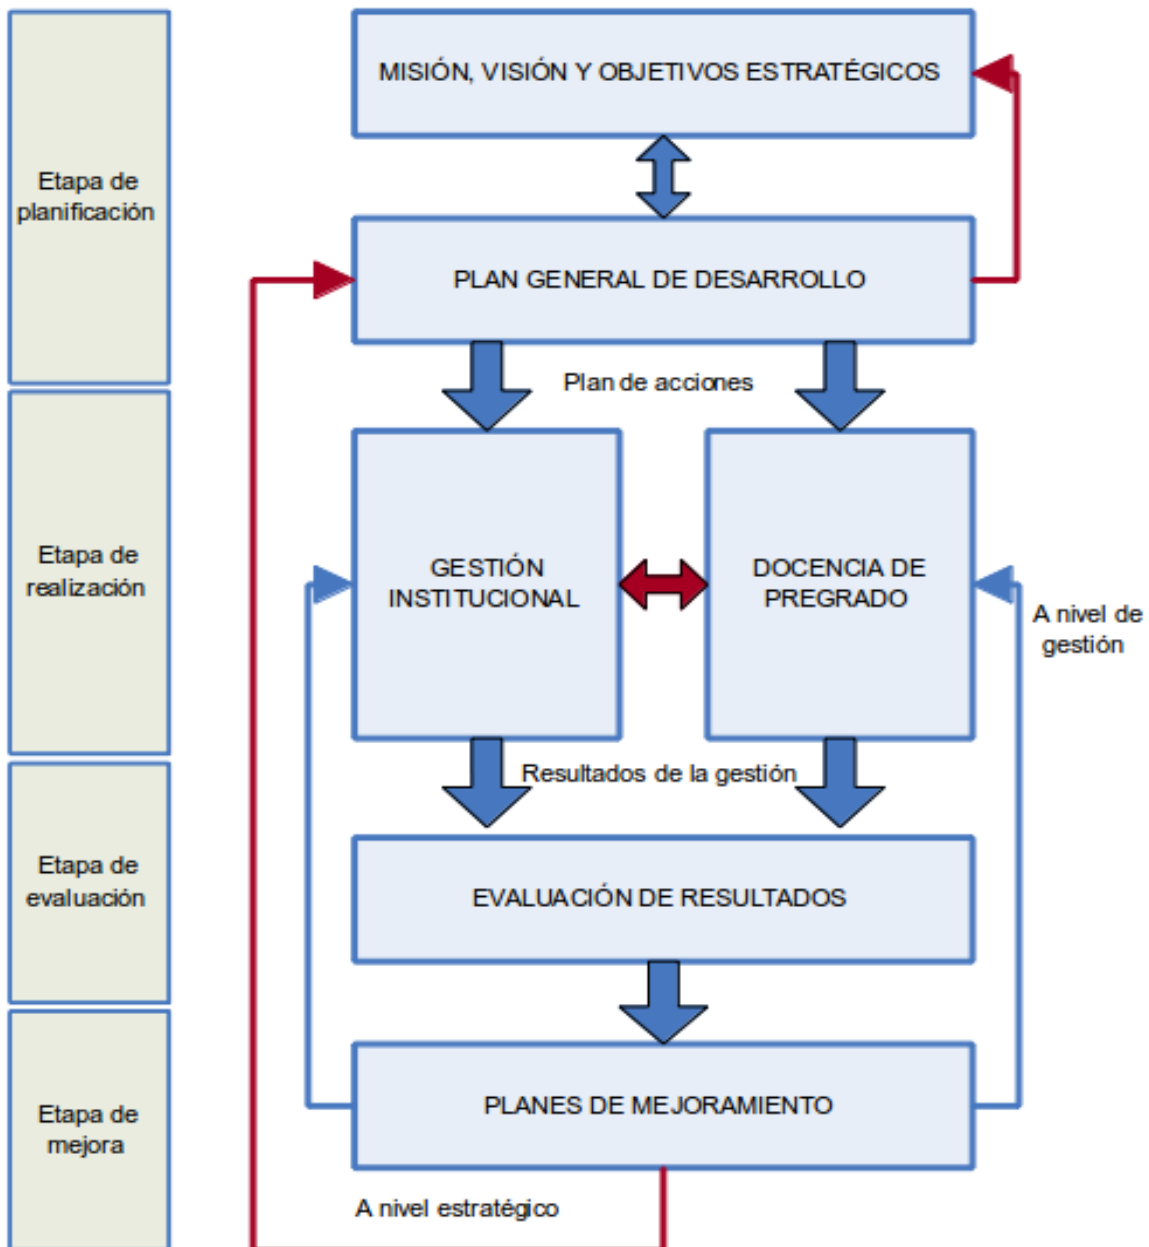 MISIÓN, VISIÓN Y OBJETIVOS ESTRATÉGICOS
Etapa de
planificación
PLAN GENERAL DE DESARROLLO
Plan de acciones
Etapa de
realización
GESTIÓN
INSTITUCIONAL
DOCENCIA DE
PREGRADO
A nivel de
gestión
Resultados de la gestión
Etapa de
evaluación
EVALUACIÓN DE RESULTADOS
Etapa de
mejora
PLANES DE MEJORAMIENTO
A nivel estratégico